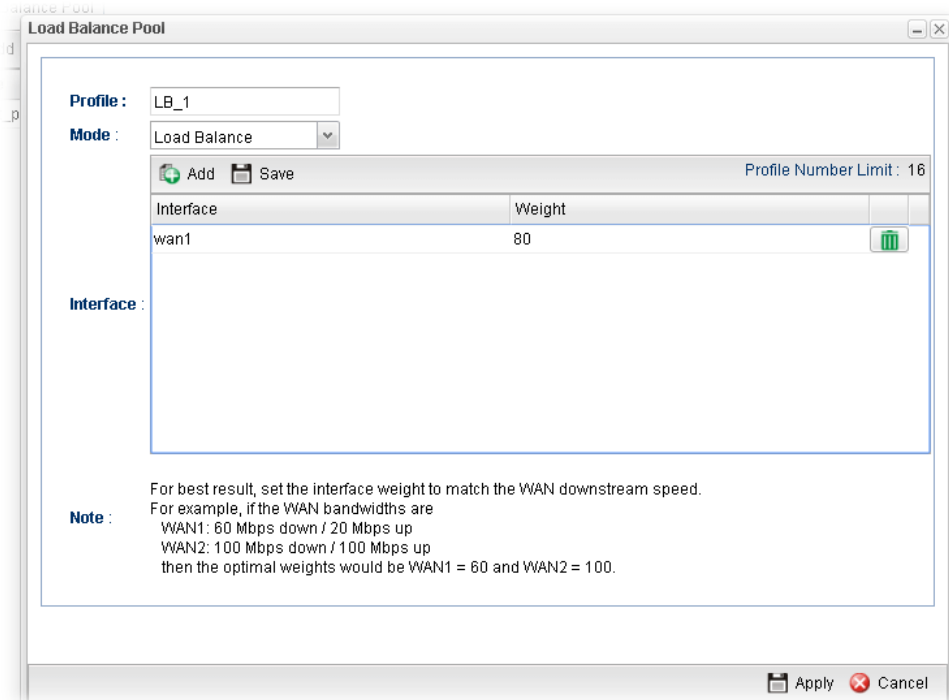 Load Balance Pool
Profile : LB_1
Mode : Load Balance
Add Save Profile Number Limit : 16
Interface Weight
wan1 80
Interface :
For best result, set the interface weight to match the WAN downstream speed.
For example, if the WAN bandwidths are
Note :
WAN1: 60 Mbps down / 20 Mbps up
WAN2: 100 Mbps down / 100 Mbps up
then the optimal weights would be WAN1 = 60 and WAN2 = 100.
Apply Cancel